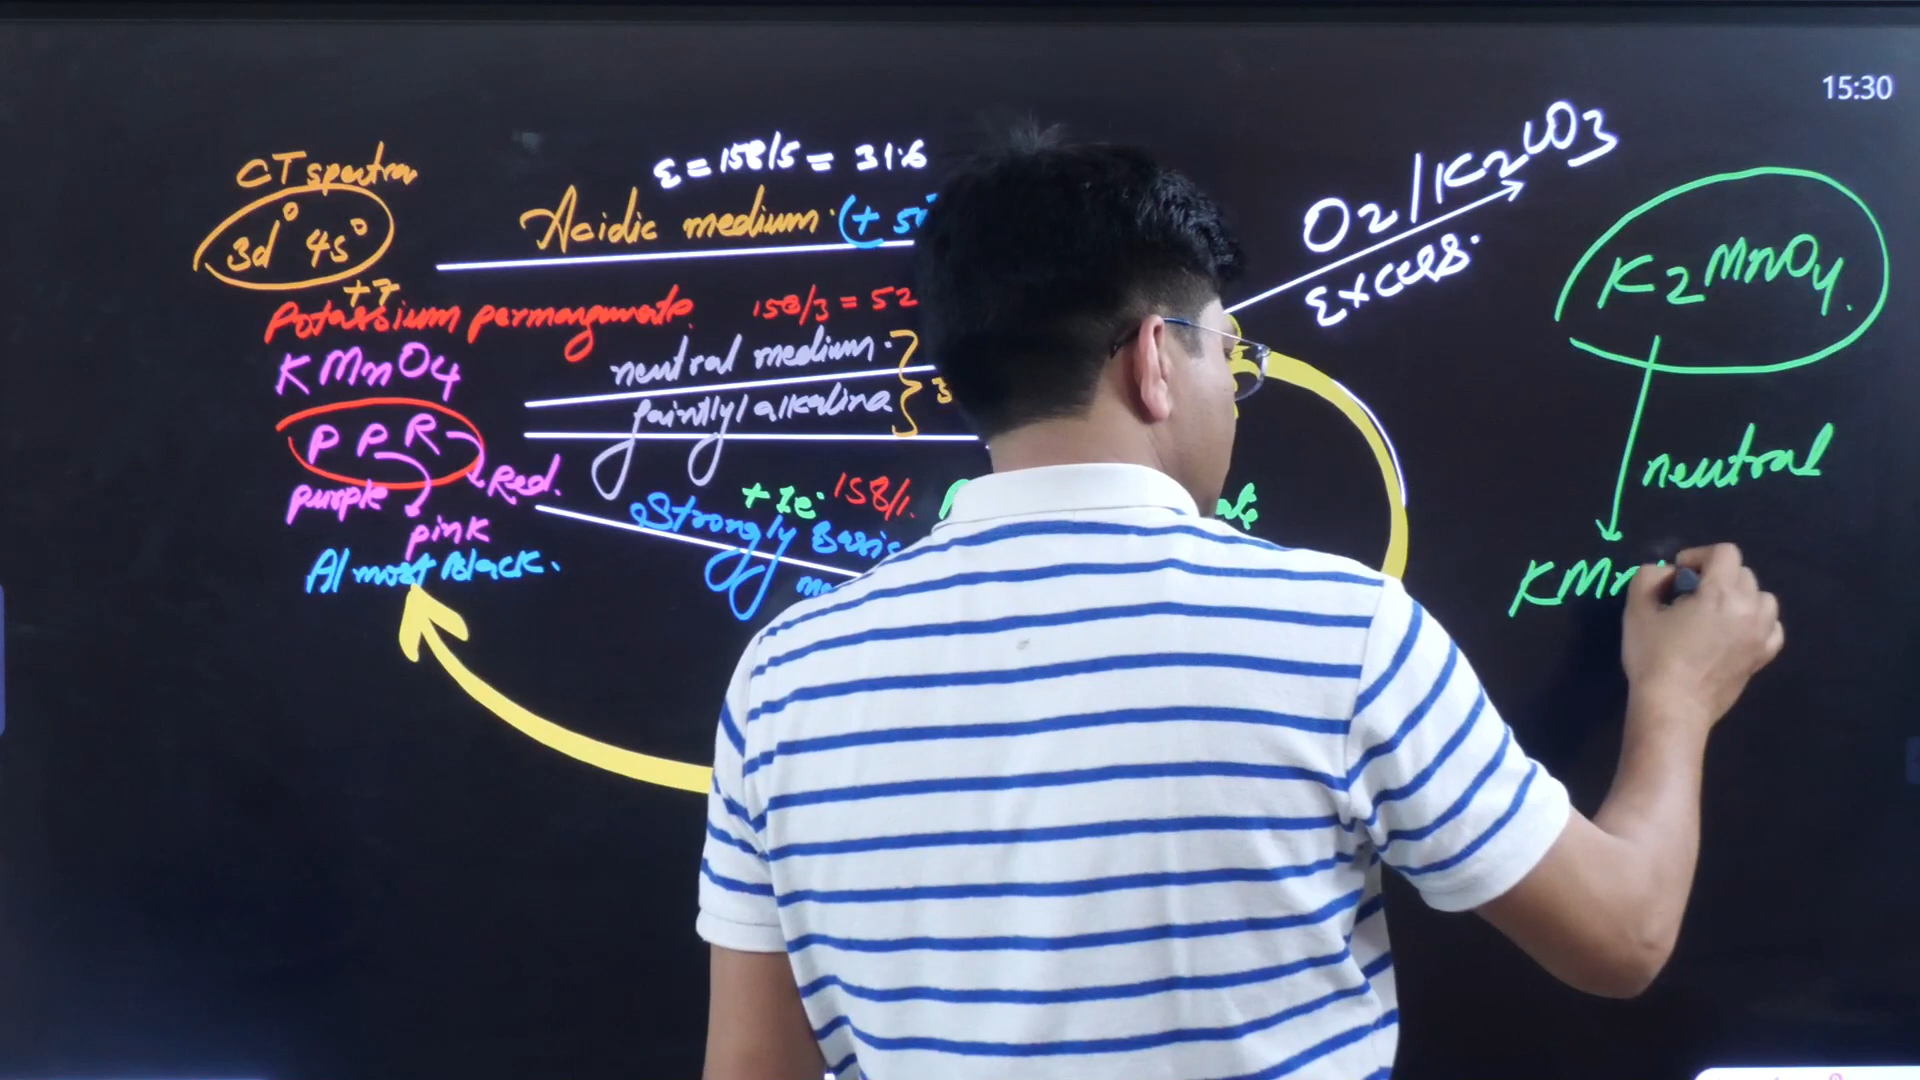 15:30
CT spectra
3d⁰ 4s⁰
+7
Potassium permanganate.
KMnO4
P P R
purple
pink
Red.
Almost Black.
ε = 158/5 = 31.6
Acidic medium. (+ 5
158/3 = 52
neutral medium.
faintly/alkaline
3
+1e- 158/1.
Strongly Basic
O2/K2CO3
Excess.
K2MnO4.
neutral
KMn